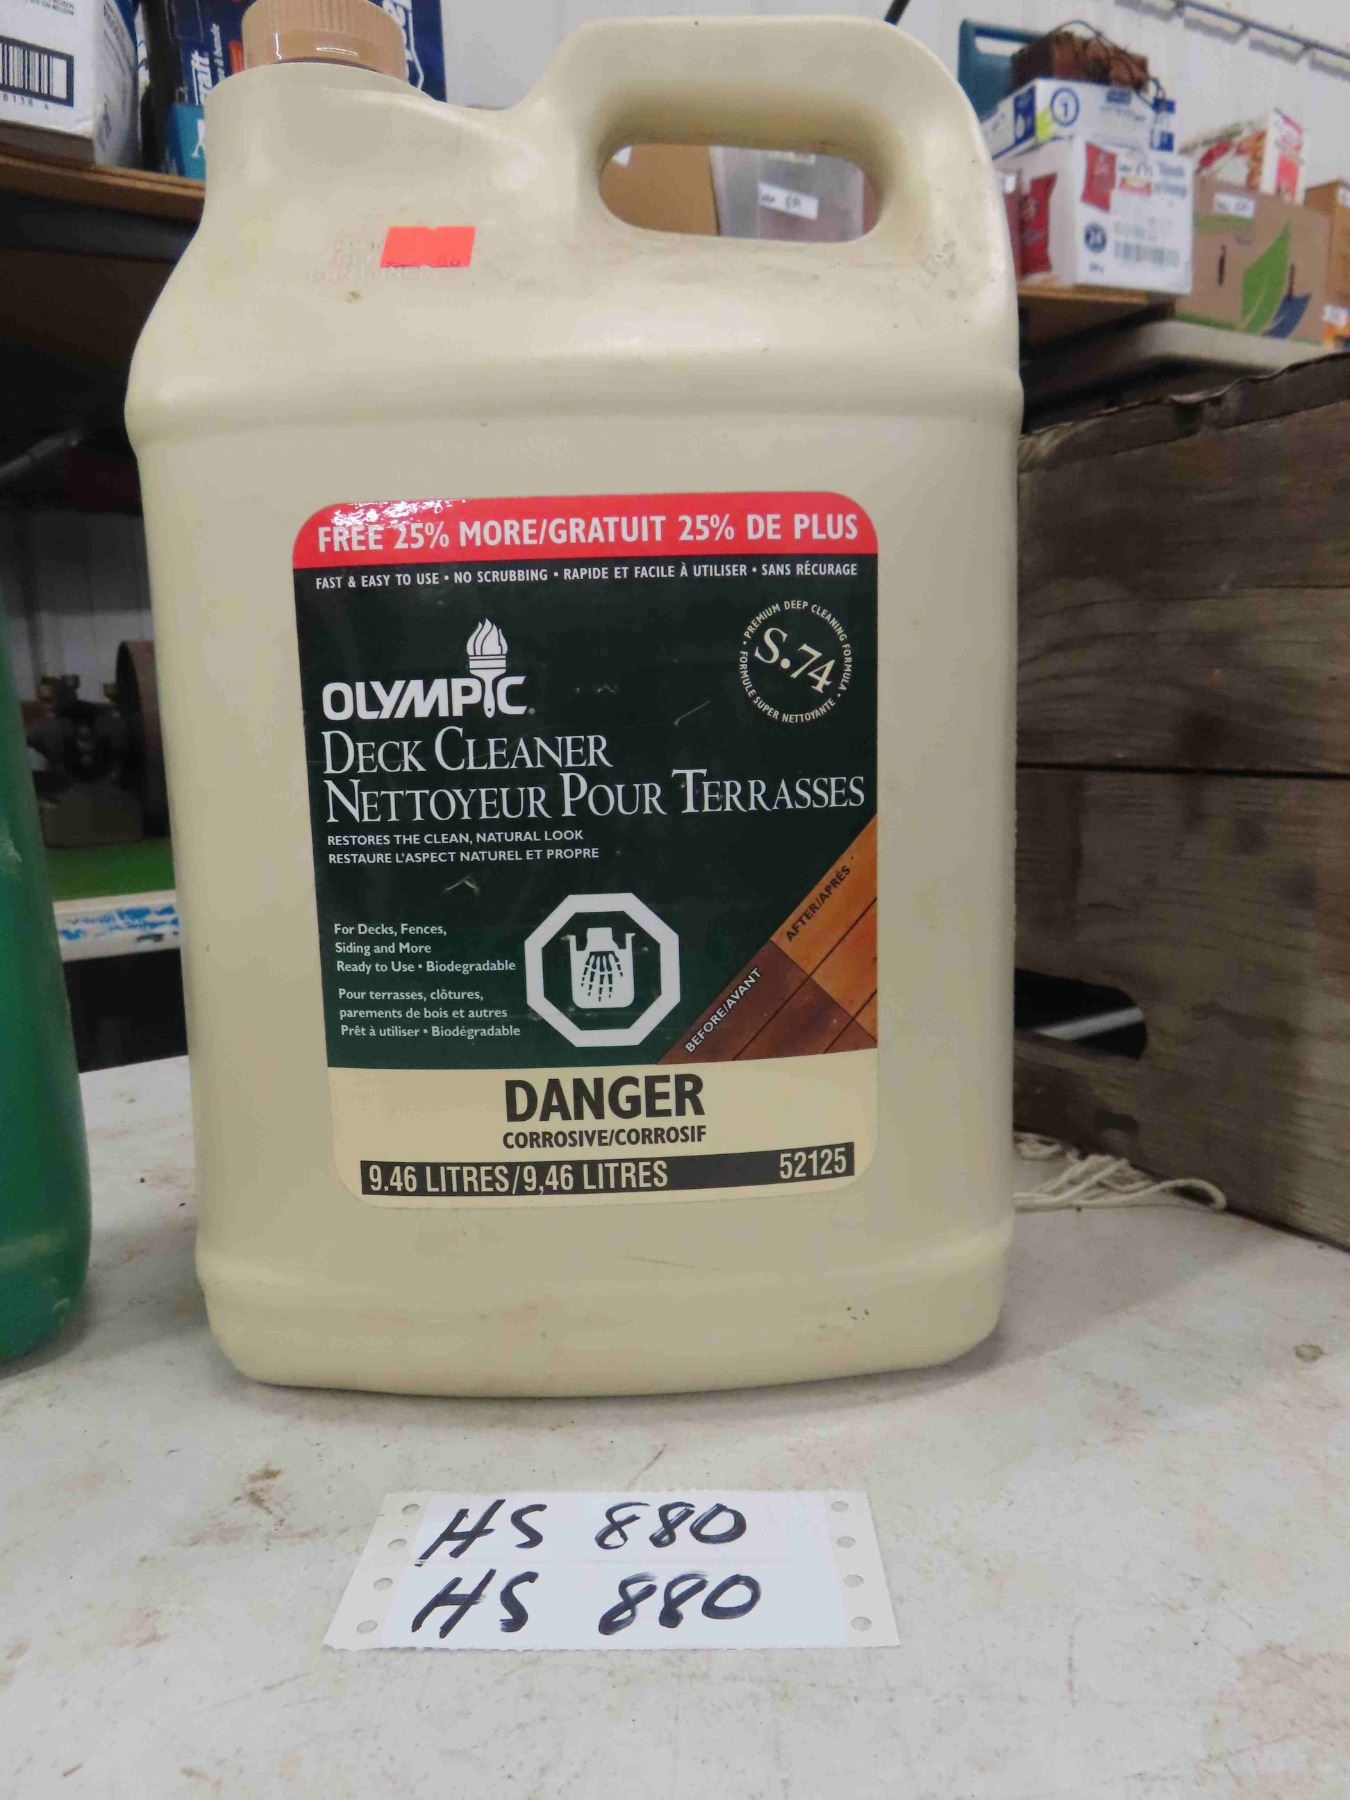 FREE 25% MORE/GRATUIT 25% DE PLUS
FAST & EASY TO USE • NO SCRUBBING • RAPIDE ET FACILE À UTILISER • SANS RÉCURAGE
• PREMIUM DEEP CLEANING FORMULA •
S.74
FORMULE SUPER NETTOYANTE
OLYMPIC®
DECK CLEANER
NETTOYEUR POUR TERRASSES
RESTORES THE CLEAN, NATURAL LOOK
RESTAURE L'ASPECT NATUREL ET PROPRE
For Decks, Fences,
Siding and More
Ready to Use • Biodegradable
Pour terrasses, clôtures,
parements de bois et autres
Prêt à utiliser • Biodégradable
AFTER/APRÉS
BEFORE/AVANT
DANGER
CORROSIVE/CORROSIF
9.46 LITRES/9,46 LITRES 52125
HS 880
HS 880